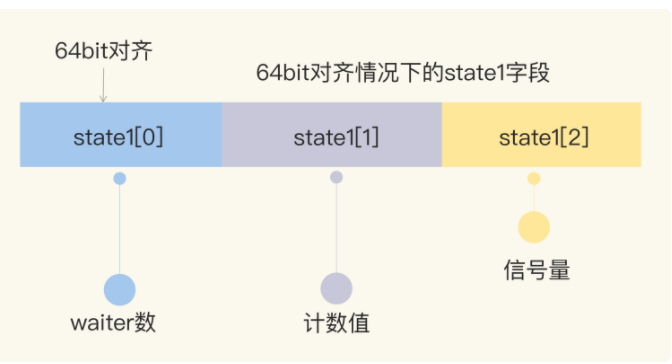 64bit对齐
64bit对齐情况下的state1字段
state1[0]
state1[1]
state1[2]
信号量
waiter数
计数值